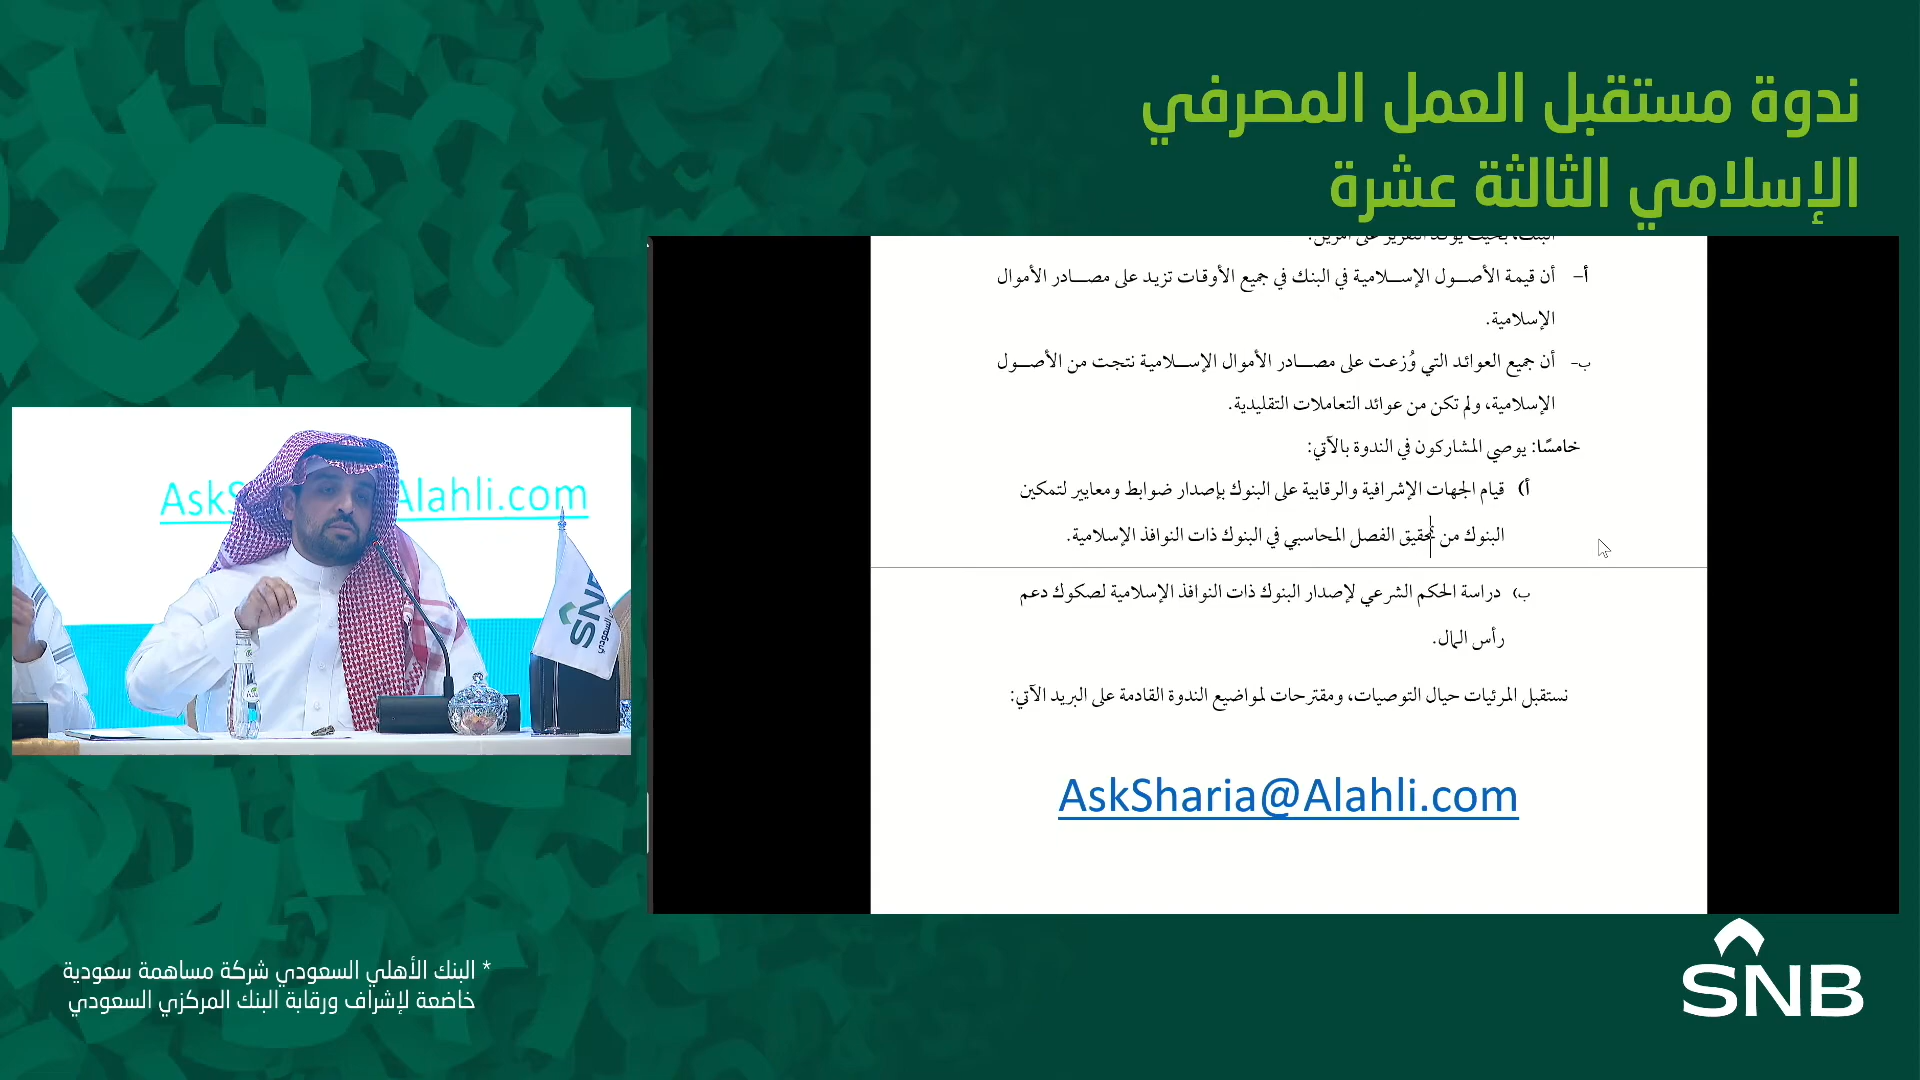 ندوة مستقبل العمل المصرفي
الإسلامي الثالثة عشرة
أ– أن قيمة الأصول الإسلامية في البنك في جميع الأوقات تزيد على مصادر الأموال
الإسلامية.
ب- أن جميع العوائد التي وُزعت على مصادر الأموال الإسلامية نتجت من الأصول
الإسلامية، ولم تكن من عوائد التعاملات التقليدية.
خامسًا: يوصي المشاركون في الندوة بالآتي:
أ) قيام الجهات الإشرافية والرقابية على البنوك بإصدار ضوابط ومعايير لتمكين
البنوك من تحقيق الفصل المحاسبي في البنوك ذات النوافذ الإسلامية.
ب) دراسة الحكم الشرعي لإصدار البنوك ذات النوافذ الإسلامية لصكوك دعم
رأس المال.
نستقبل المرئيات حيال التوصيات، ومقترحات لمواضيع الندوة القادمة على البريد الآتي:
AskSharia@Alahli.com
Alahli.com
SNB
السعودي
* البنك الأهلي السعودي شركة مساهمة سعودية
خاضعة لإشراف ورقابة البنك المركزي السعودي
SNB